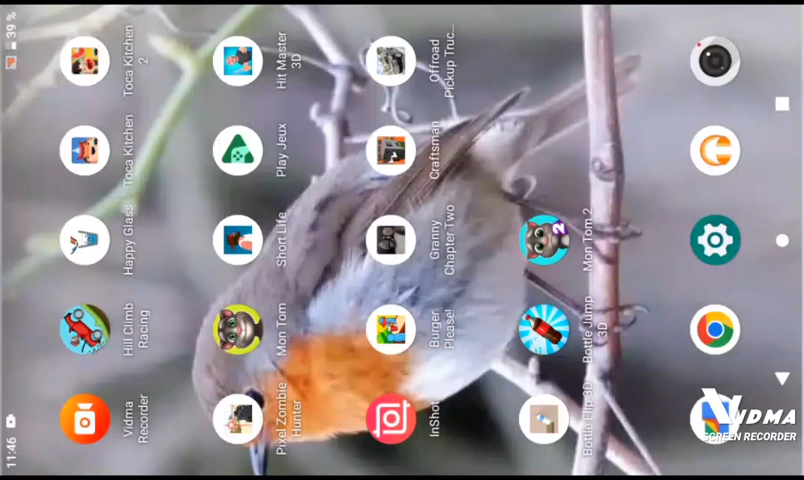 11:46
39 %
Vidma
Recorder
Hill Climb
Racing
Happy Glass
Toca Kitchen
Toca Kitchen
2
Pixel Zombie
Hunter
Mon Tom
Short Life
Play Jeux
Hit Master
3D
InShot
Burger
Please!
Granny
Chapter Two
Craftsman
Offroad
Pickup Truc...
Bottle Flip 3D
Bottle Jump
3D
Mon Tom 2
2
VIDMA
SCREEN RECORDER